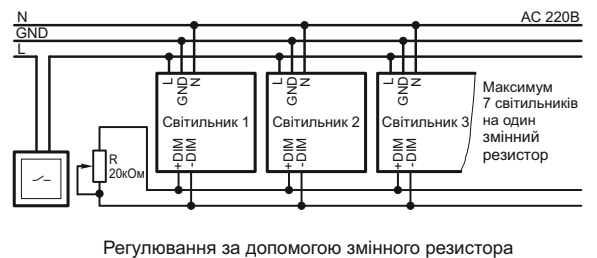 N
AC 220В
GND
L
L
GND
N
L
GND
N
L
GND
N
Світильник 1
Світильник 2
Світильник 3
Максимум
7 світильників
на один
змінний
резистор
R
20кОм
+DIM
-DIM
+DIM
-DIM
+DIM
-DIM
Регулювання за допомогою змінного резистора